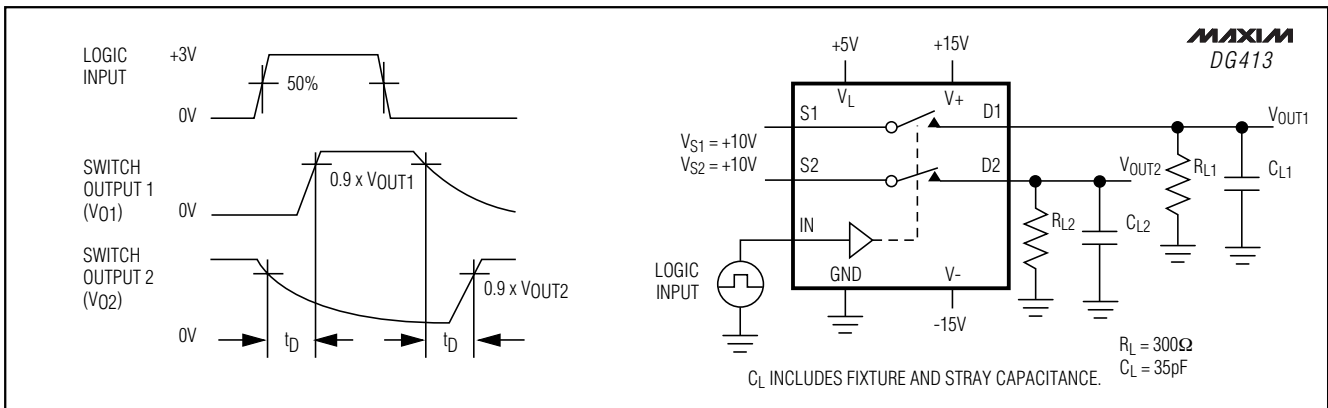 LOGIC
INPUT
+3V
50%
0V
SWITCH
OUTPUT 1
(VO1)
0.9 x VOUT1
0V
SWITCH
OUTPUT 2
(VO2)
0.9 x VOUT2
0V
tD
tD
MAXIM
DG413
+5V
+15V
VL
V+
S1
D1
VOUT1
VS1 = +10V
VS2 = +10V
S2
D2
VOUT2
RL1
CL1
RL2
CL2
IN
LOGIC
INPUT
GND
V-
-15V
RL = 300Ω
CL = 35pF
CL INCLUDES FIXTURE AND STRAY CAPACITANCE.